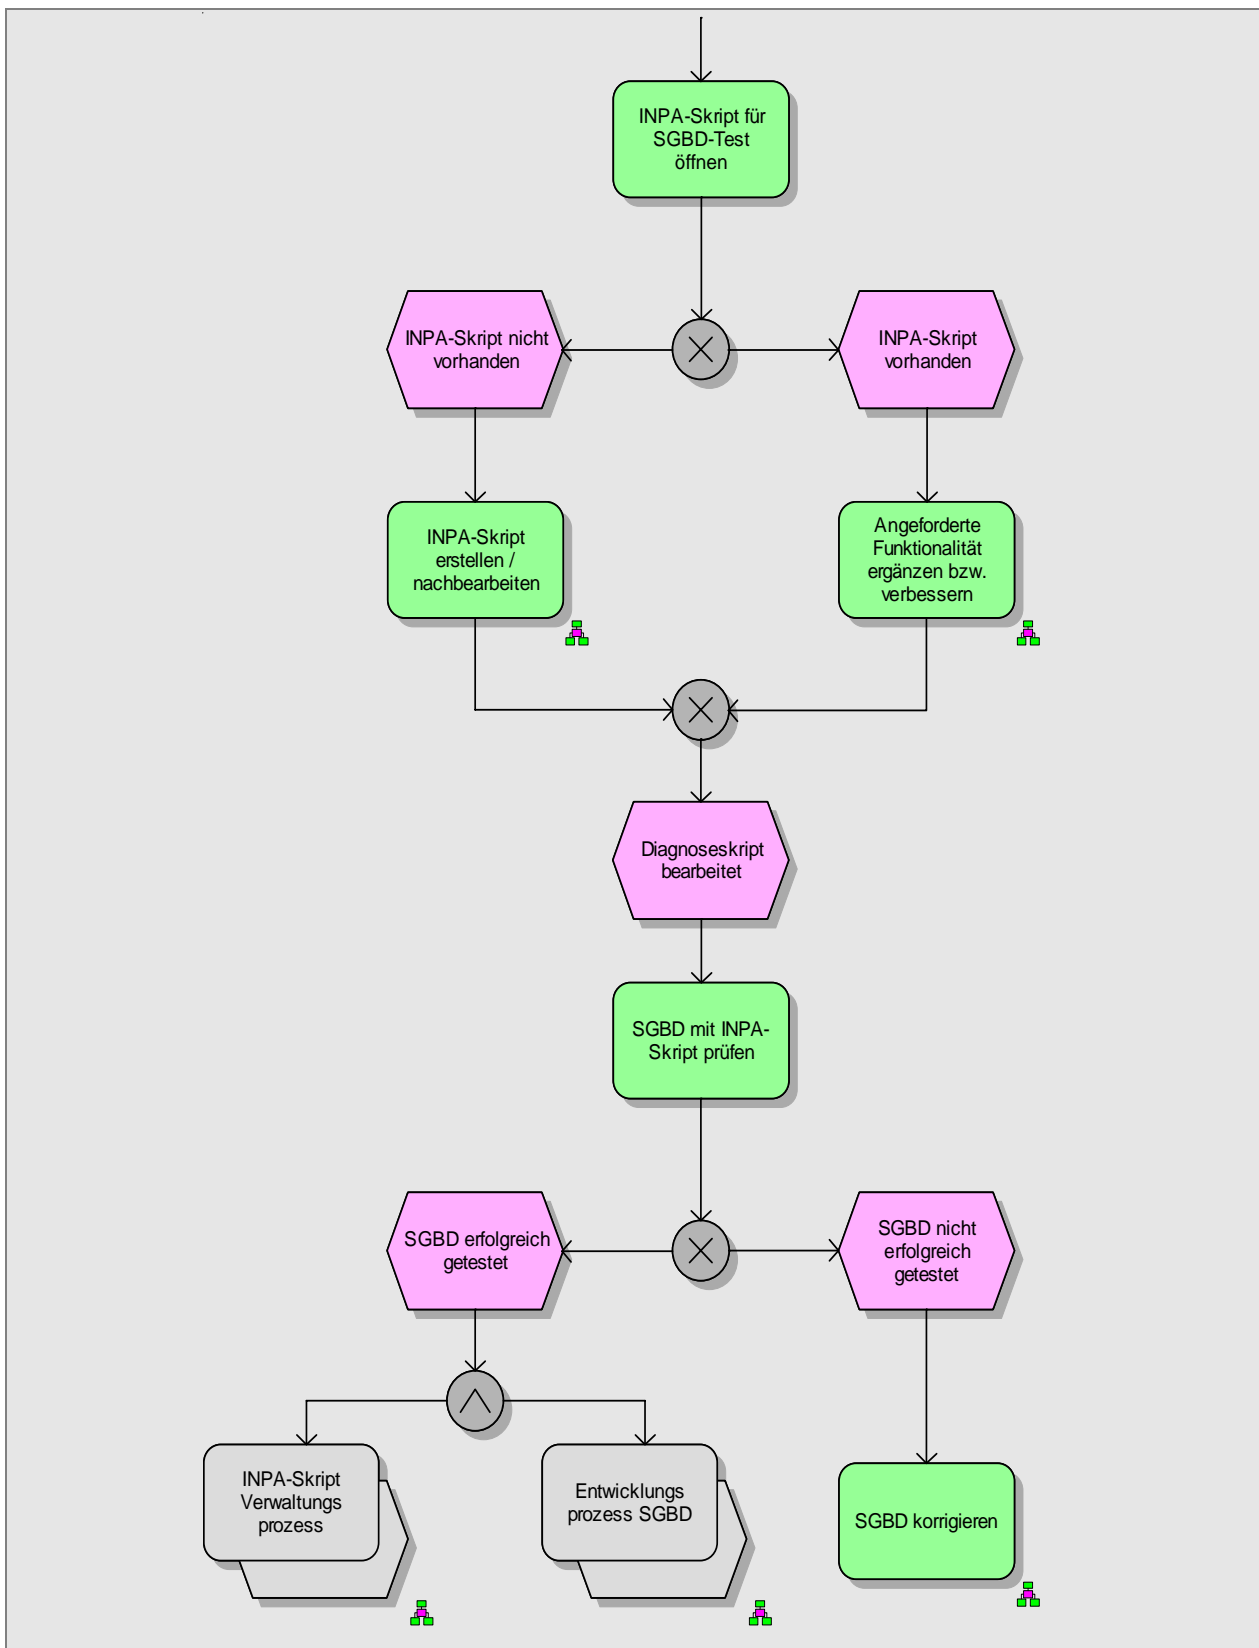 INPA-Skript für
SGBD-Test
öffnen
INPA-Skript nicht
vorhanden
INPA-Skript
vorhanden
INPA-Skript
erstellen /
nachbearbeiten
Angeforderte
Funktionalität
ergänzen bzw.
verbessern
Diagnoseskript
bearbeitet
SGBD mit INPA-
Skript prüfen
SGBD erfolgreich
getestet
SGBD nicht
erfolgreich
getestet
INPA-Skript
Verwaltungs
prozess
Entwicklungs
prozess SGBD
SGBD korrigieren